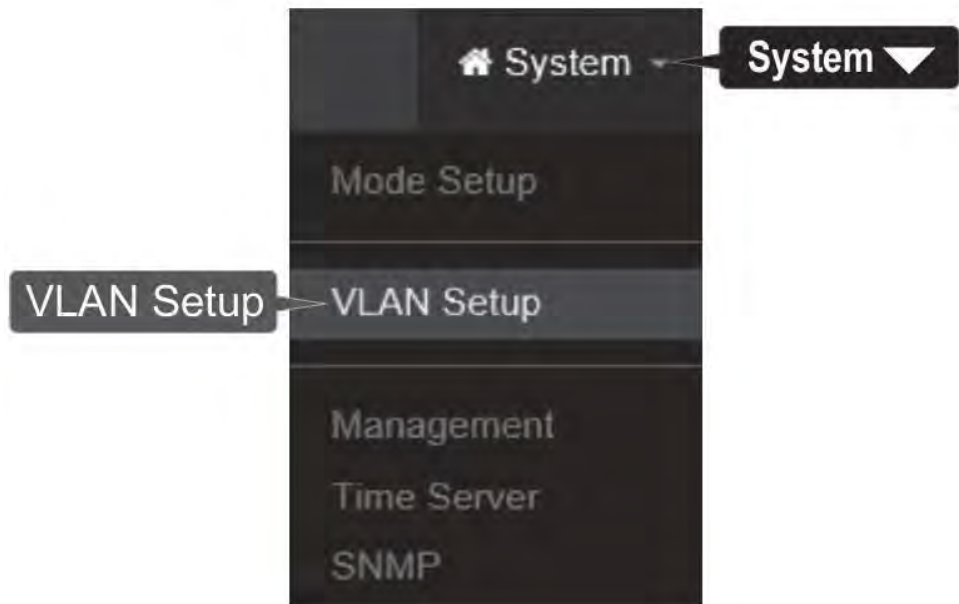 System
System
Mode Setup
VLAN Setup
VLAN Setup
Management
Time Server
SNMP